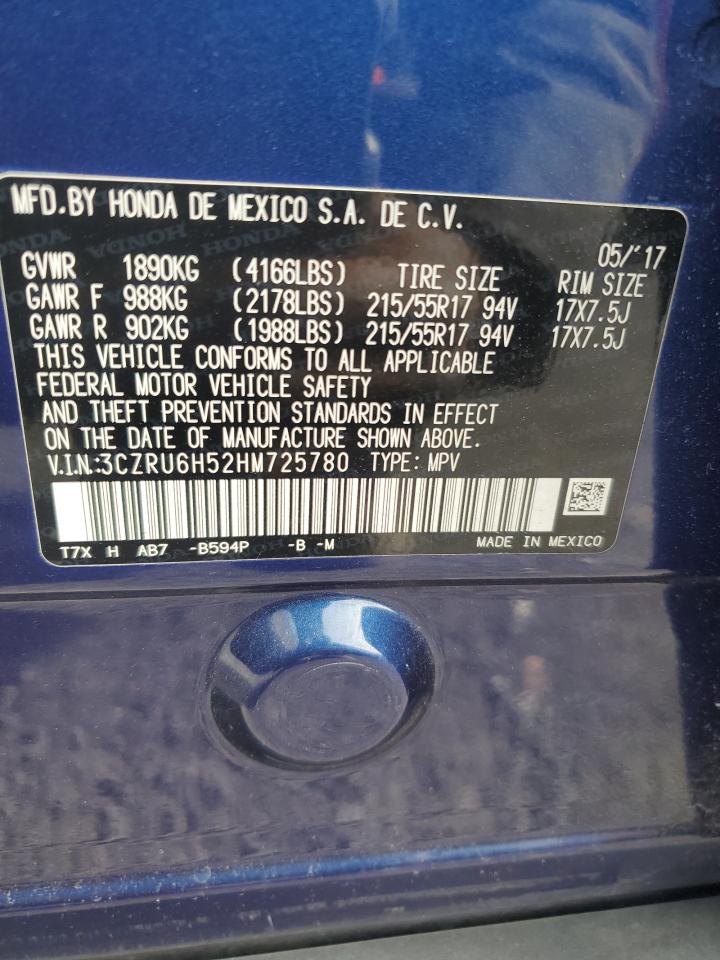 MFD.BY HONDA DE MEXICO S.A. DE C.V.
05/'17
GVWR 1890KG (4166LBS) TIRE SIZE RIM SIZE
GAWR F 988KG (2178LBS) 215/55R17 94V 17X7.5J
GAWR R 902KG (1988LBS) 215/55R17 94V 17X7.5J
THIS VEHICLE CONFORMS TO ALL APPLICABLE
FEDERAL MOTOR VEHICLE SAFETY
AND THEFT PREVENTION STANDARDS IN EFFECT
ON THE DATE OF MANUFACTURE SHOWN ABOVE.
V.I.N.:3CZRU6H52HM725780 TYPE: MPV
T7X H AB7 -B594P -B -M MADE IN MEXICO